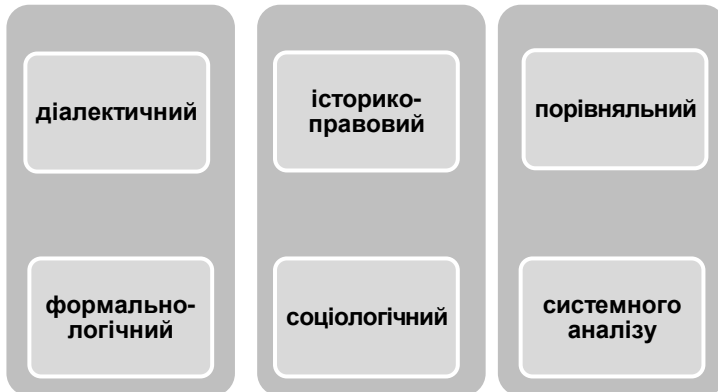 діалектичний
історико-
правовий
порівняльний
формально-
логічний
соціологічний
системного
аналізу